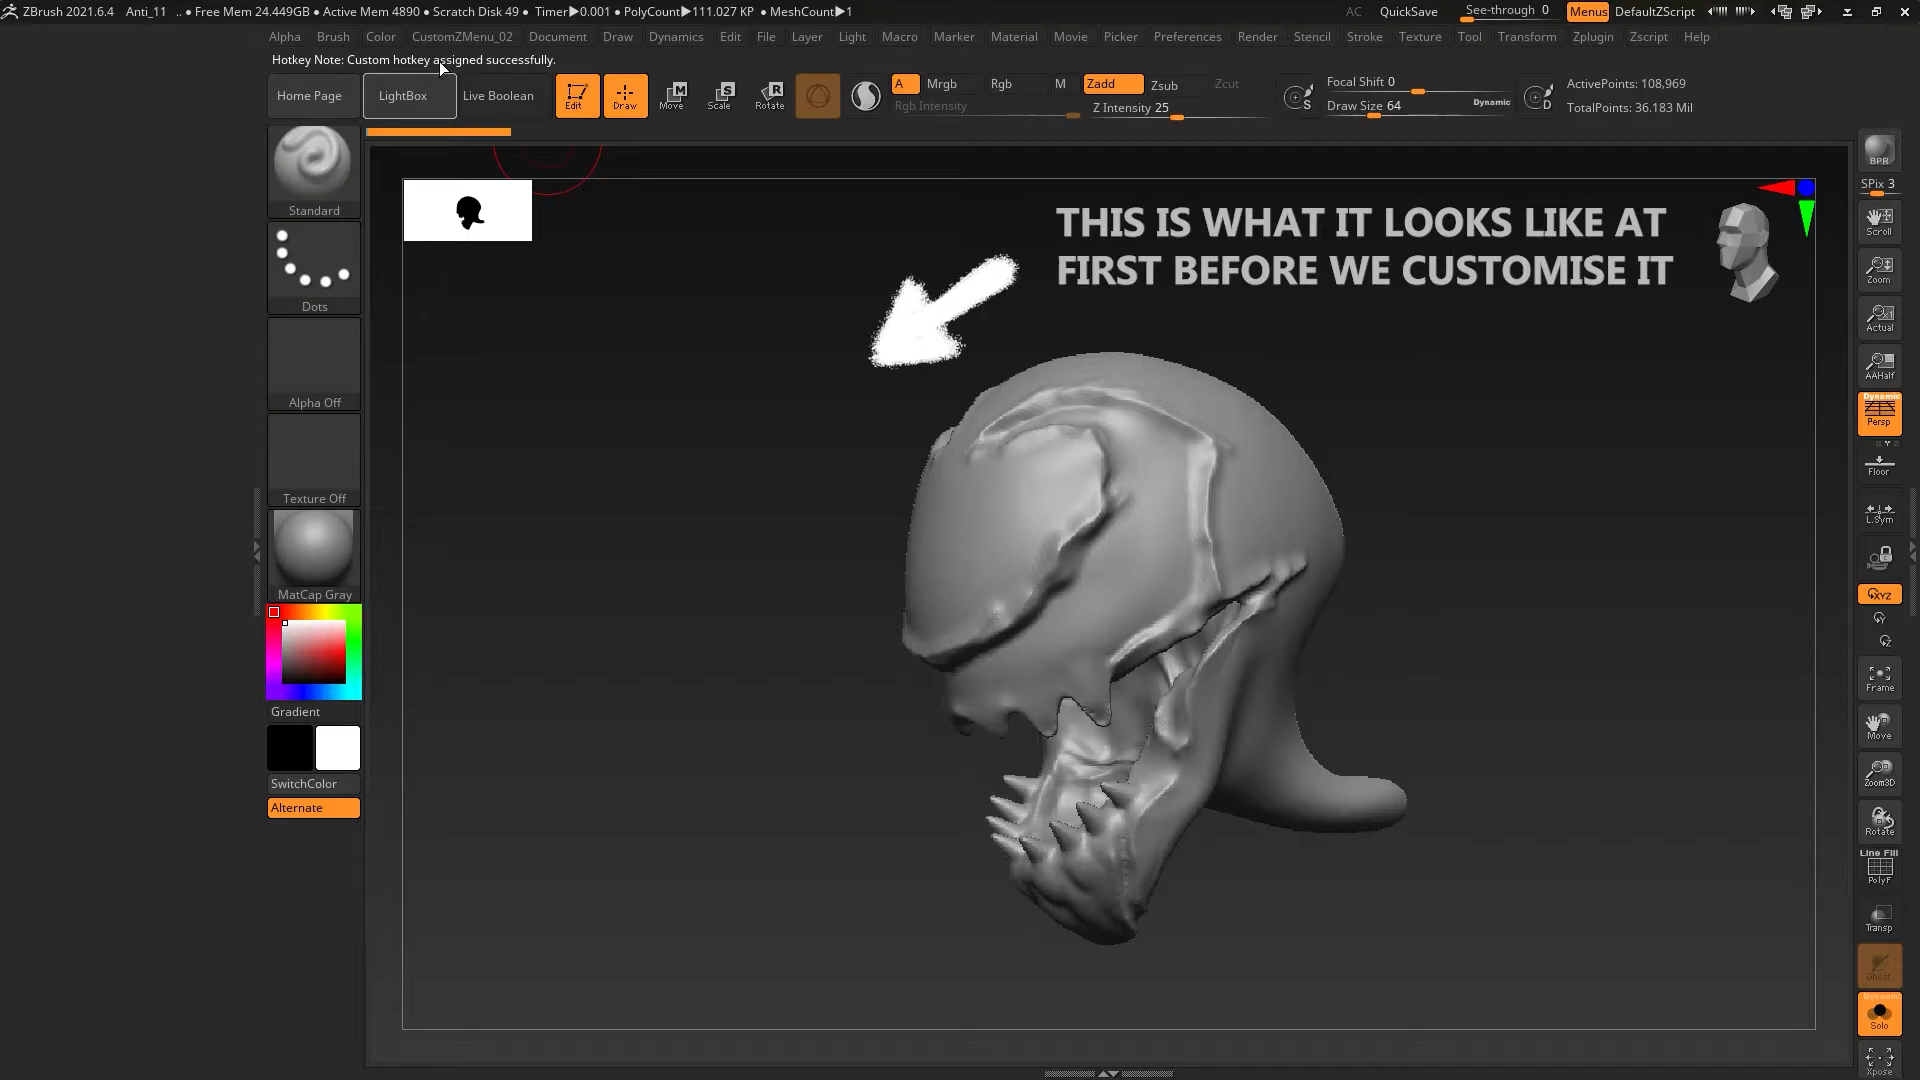 ZBrush 2021.6.4 Anti_11 .. ● Free Mem 24.449GB ● Active Mem 4890 ● Scratch Disk 49 ● Timer▶0.001 ● PolyCount▶111.027 KP ● MeshCount▶1
AC QuickSave See-through 0 Menus DefaultZScript
Alpha Brush Color CustomZMenu_02 Document Draw Dynamics Edit File Layer Light Macro Marker Material Movie Picker Preferences Render Stencil Stroke Texture Tool Transform Zplugin Zscript Help
Hotkey Note: Custom hotkey assigned successfully.
Home Page LightBox Live Boolean Edit Draw Move Scale Rotate
M S R
A Mrgb Rgb M Zadd Zsub Zcut
Rgb Intensity Z Intensity 25
S Focal Shift 0
Draw Size 64 Dynamic
D ActivePoints: 108,969
TotalPoints: 36.183 Mil
Standard
Dots
Alpha Off
Texture Off
MatCap Gray
Gradient
SwitchColor
Alternate
THIS IS WHAT IT LOOKS LIKE AT
FIRST BEFORE WE CUSTOMISE IT
BPR
SPix 3
Scroll
Zoom
Actual
AAHalf
Dynamic
Persp
Floor
L.Sym
XYZ
Y
Z
Frame
Move
Zoom3D
Rotate
Line Fill
PolyF
Transp
Ghost
Dynamic
Solo
Xpose